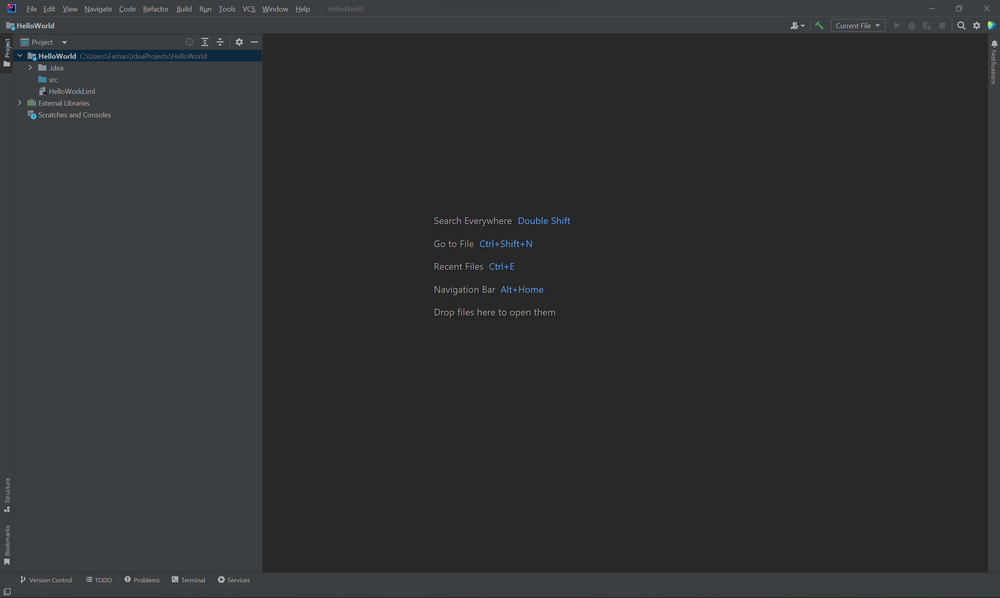 File Edit View Navigate Code Refactor Build Run Tools VCS Window Help HelloWorld
HelloWorld
Current File
Project
Project
HelloWorld C:\Users\Farhan\IdeaProjects\HelloWorld
.idea
src
HelloWorld.iml
External Libraries
Scratches and Consoles
Notifications
Search Everywhere Double Shift
Go to File Ctrl+Shift+N
Recent Files Ctrl+E
Navigation Bar Alt+Home
Drop files here to open them
Structure
Bookmarks
Version Control TODO Problems Terminal Services